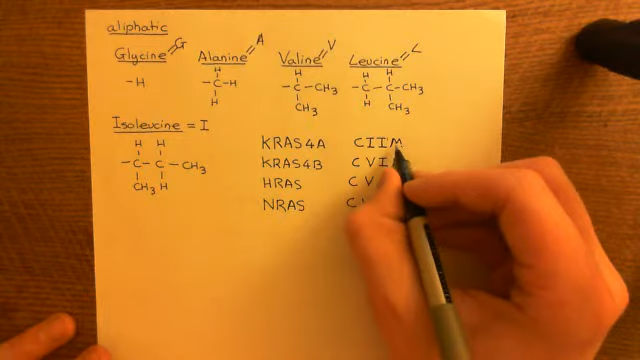 aliphatic
Glycine = G Alanine = A Valine = V Leucine = L
-H
H
-C-H
H
H
-C-CH3
CH3
H H
-C-C-CH3
H CH3
Isoleucine = I
H H
-C-C-CH3
CH3 H
KRAS4A CIIM
KRAS4B CVI
HRAS CV
NRAS C